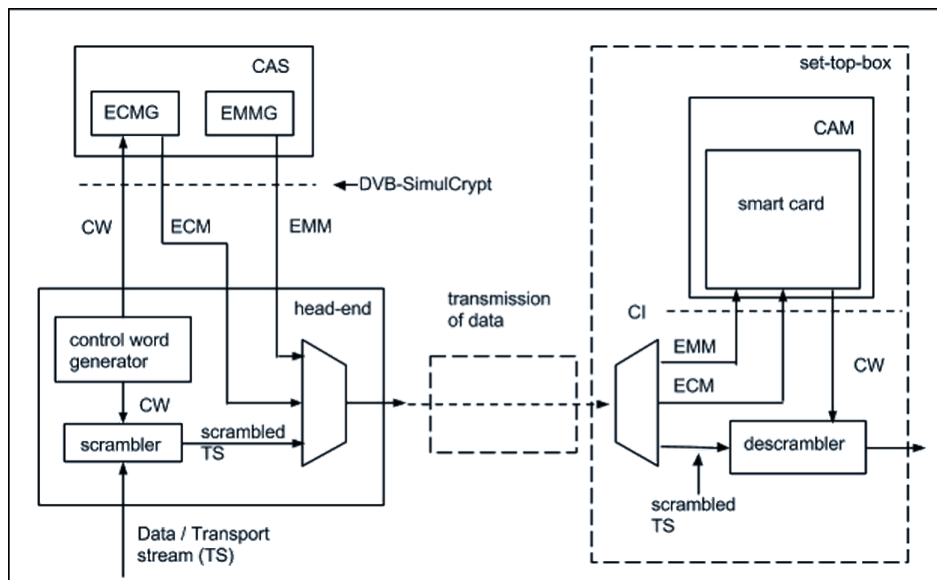 CAS
ECMG
EMMG
DVB-SimulCrypt
CW
ECM
EMM
head-end
control word
generator
CW
scrambler
scrambled
TS
Data / Transport
stream (TS)
transmission
of data
set-top-box
CAM
smart card
CI
EMM
ECM
CW
descrambler
scrambled
TS